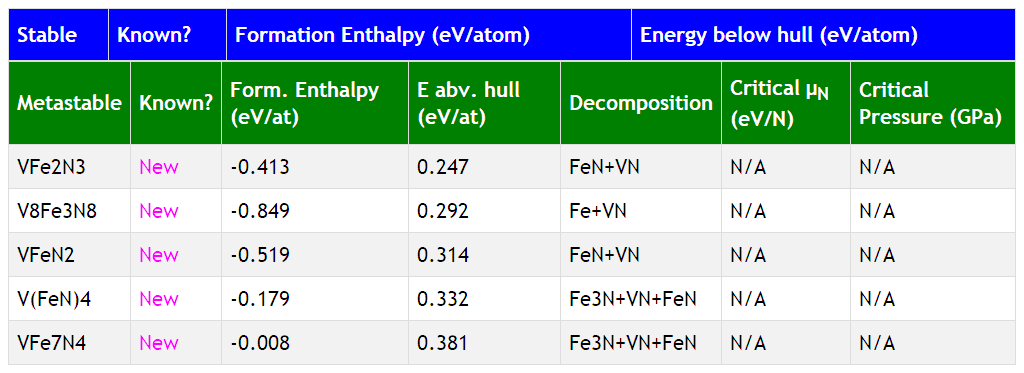 Stable Known? Formation Enthalpy (eV/atom) Energy below hull (eV/atom)
Metastable Known? Form. Enthalpy (eV/at) E abv. hull (eV/at) Decomposition Critical μN (eV/N) Critical Pressure (GPa)
VFe2N3 New -0.413 0.247 FeN+VN N/A N/A
V8Fe3N8 New -0.849 0.292 Fe+VN N/A N/A
VFeN2 New -0.519 0.314 FeN+VN N/A N/A
V(FeN)4 New -0.179 0.332 Fe3N+VN+FeN N/A N/A
VFe7N4 New -0.008 0.381 Fe3N+VN+FeN N/A N/A